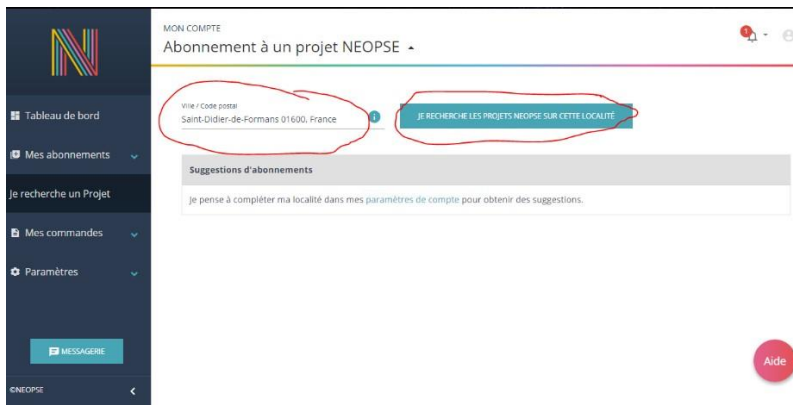 MON COMPTE
Abonnement à un projet NEOPSE
1
N
Tableau de bord
Mes abonnements
Je recherche un Projet
Mes commandes
Paramètres
MESSAGERIE
©NEOPSE
Ville / Code postal
Saint-Didier-de-Formans 01600, France
i
JE RECHERCHE LES PROJETS NEOPSE SUR CETTE LOCALITÉ
Suggestions d'abonnements
Je pense à compléter ma localité dans mes paramètres de compte pour obtenir des suggestions.
Aide